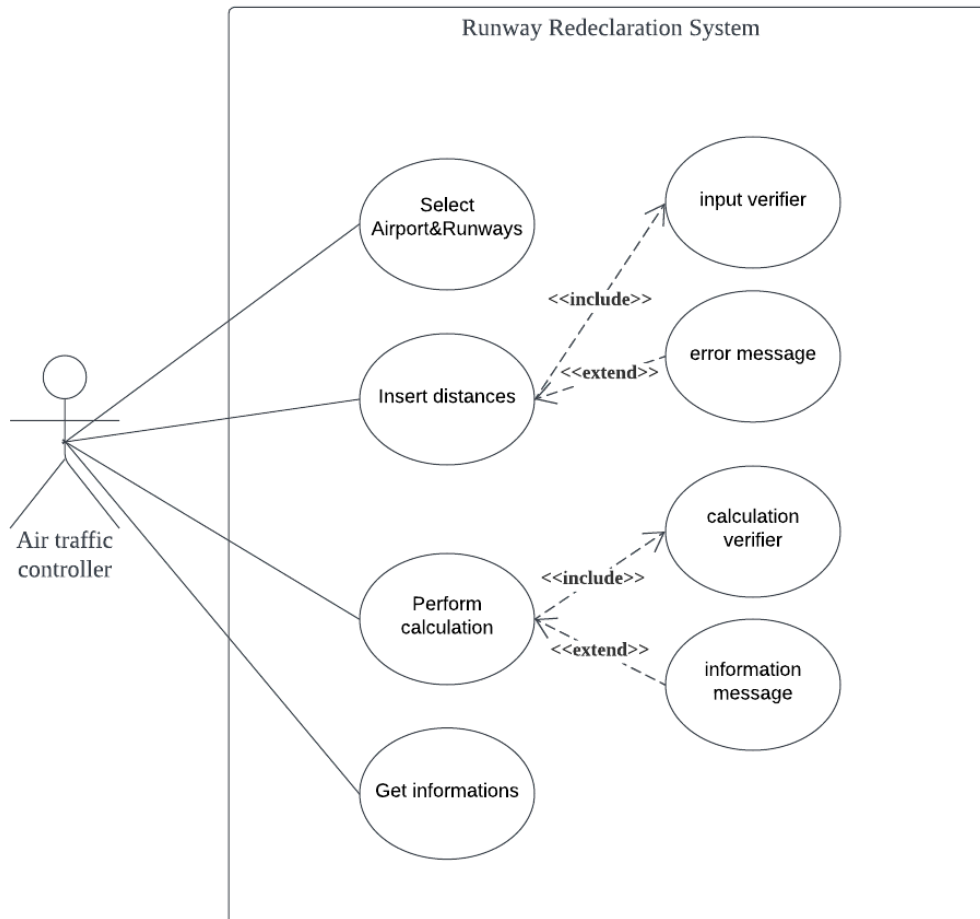 Runway Redeclaration System
Select
Airport&Runways
input verifier
<<include>>
error message
<<extend>>
Insert distances
Air traffic
controller
calculation
verifier
<<include>>
Perform
calculation
<<extend>>
information
message
Get informations